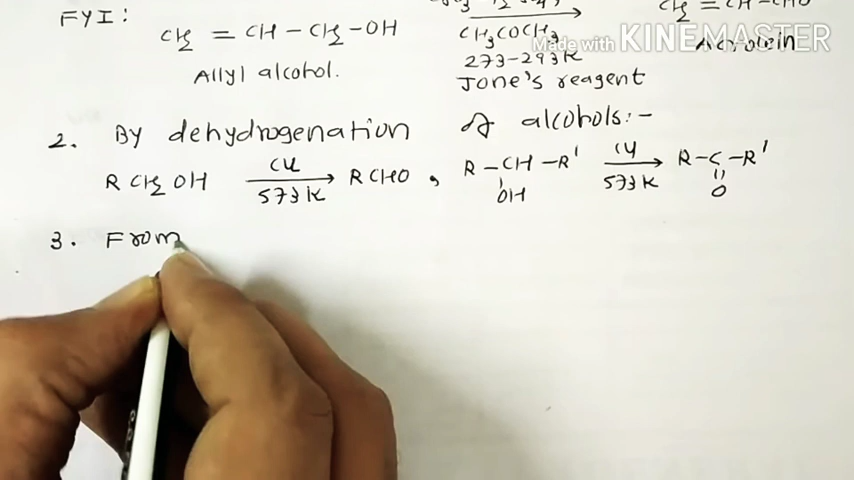 FYI: CH2 = CH - CH2 - OH CH3COCH3 CH2 = CH - CHO
273-293K Acrolein
Allyl alcohol. Jone's reagent
Made with KINEMASTER
2. By dehydrogenation of alcohols:-
RCH2OH Cu 573K RCHO, R-CH-R' Cu 573K R-C-R'
OH O
3. From